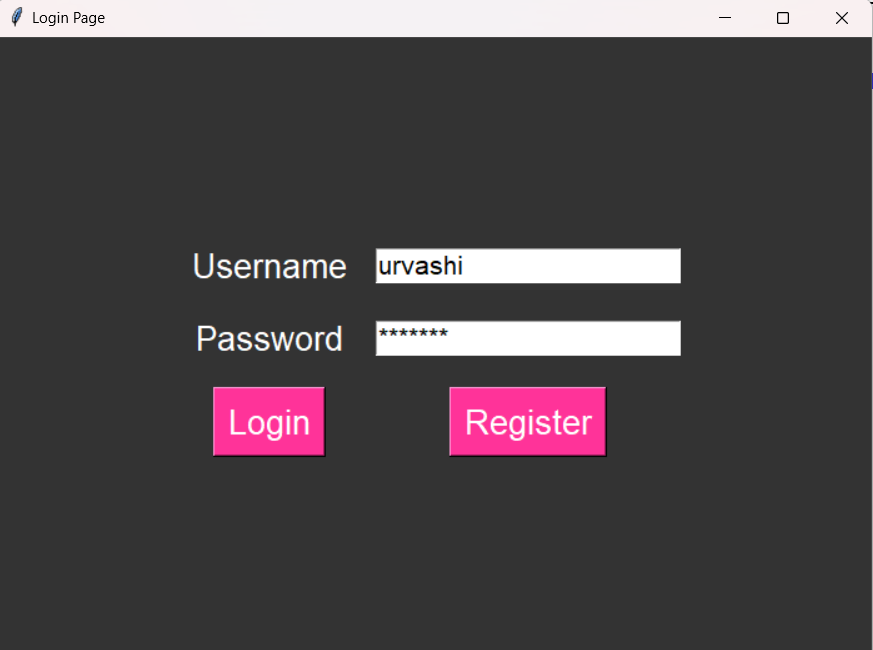 Login Page
Username urvashi
Password *******
Login Register